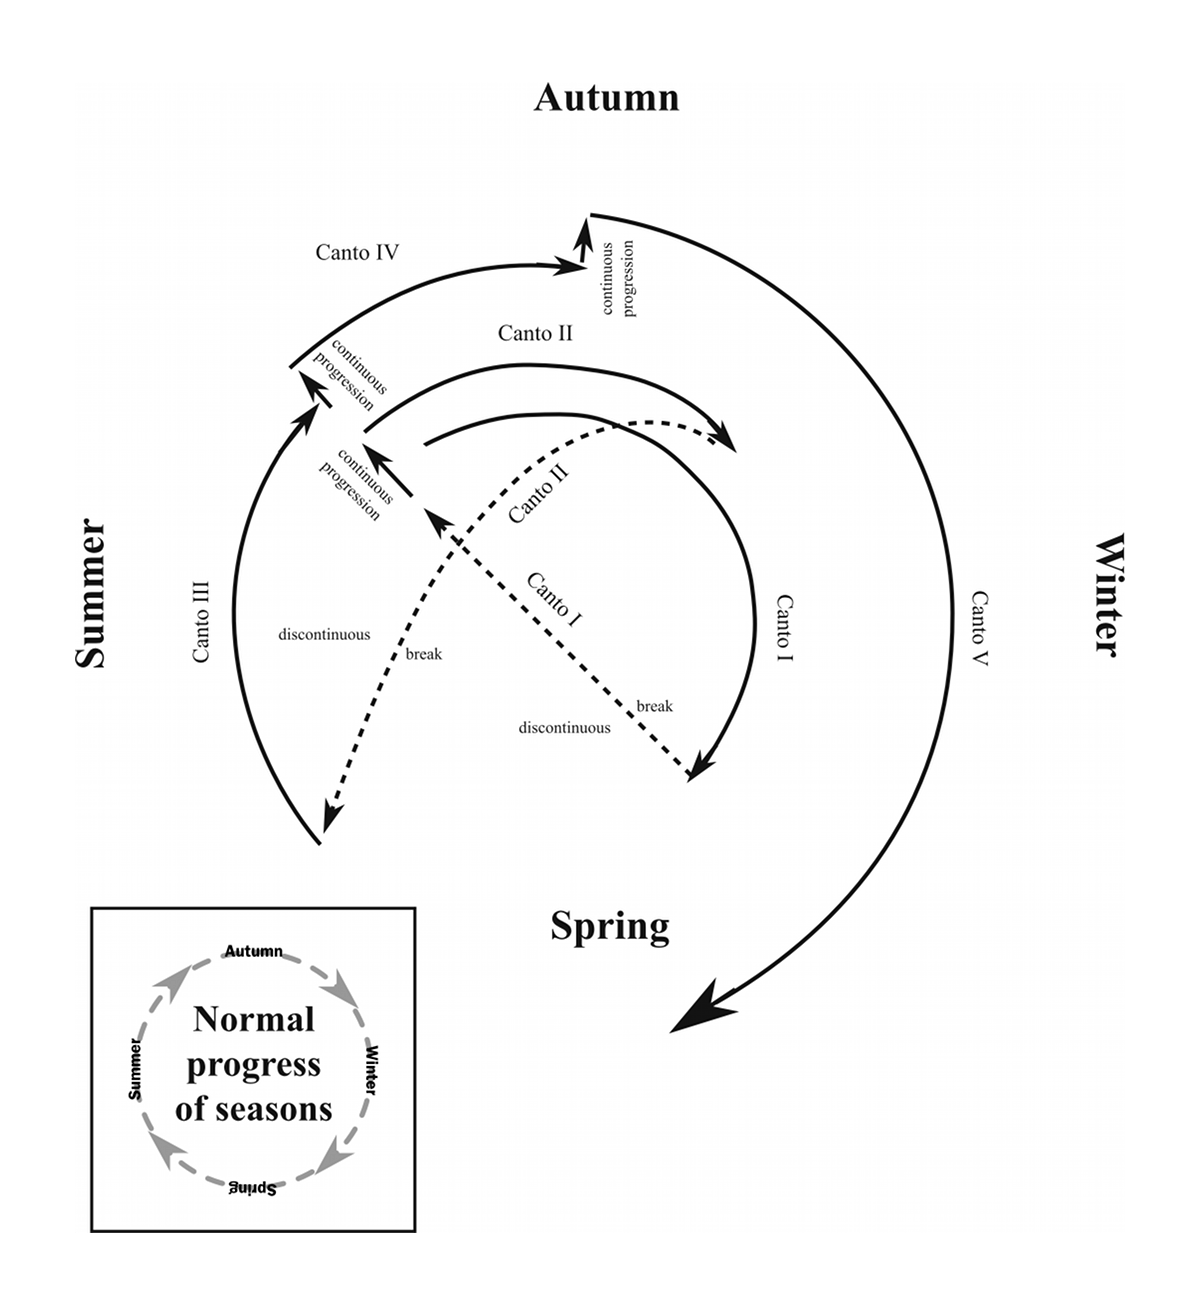 Autumn
Canto IV
continuous
progression
Canto II
continuous
progression
continuous
progression
Canto II
Summer
Winter
Canto III
Canto I
Canto I
Canto V
discontinuous
break
break
discontinuous
Spring
Autumn
Normal
progress
of seasons
Summer
Winter
Spring